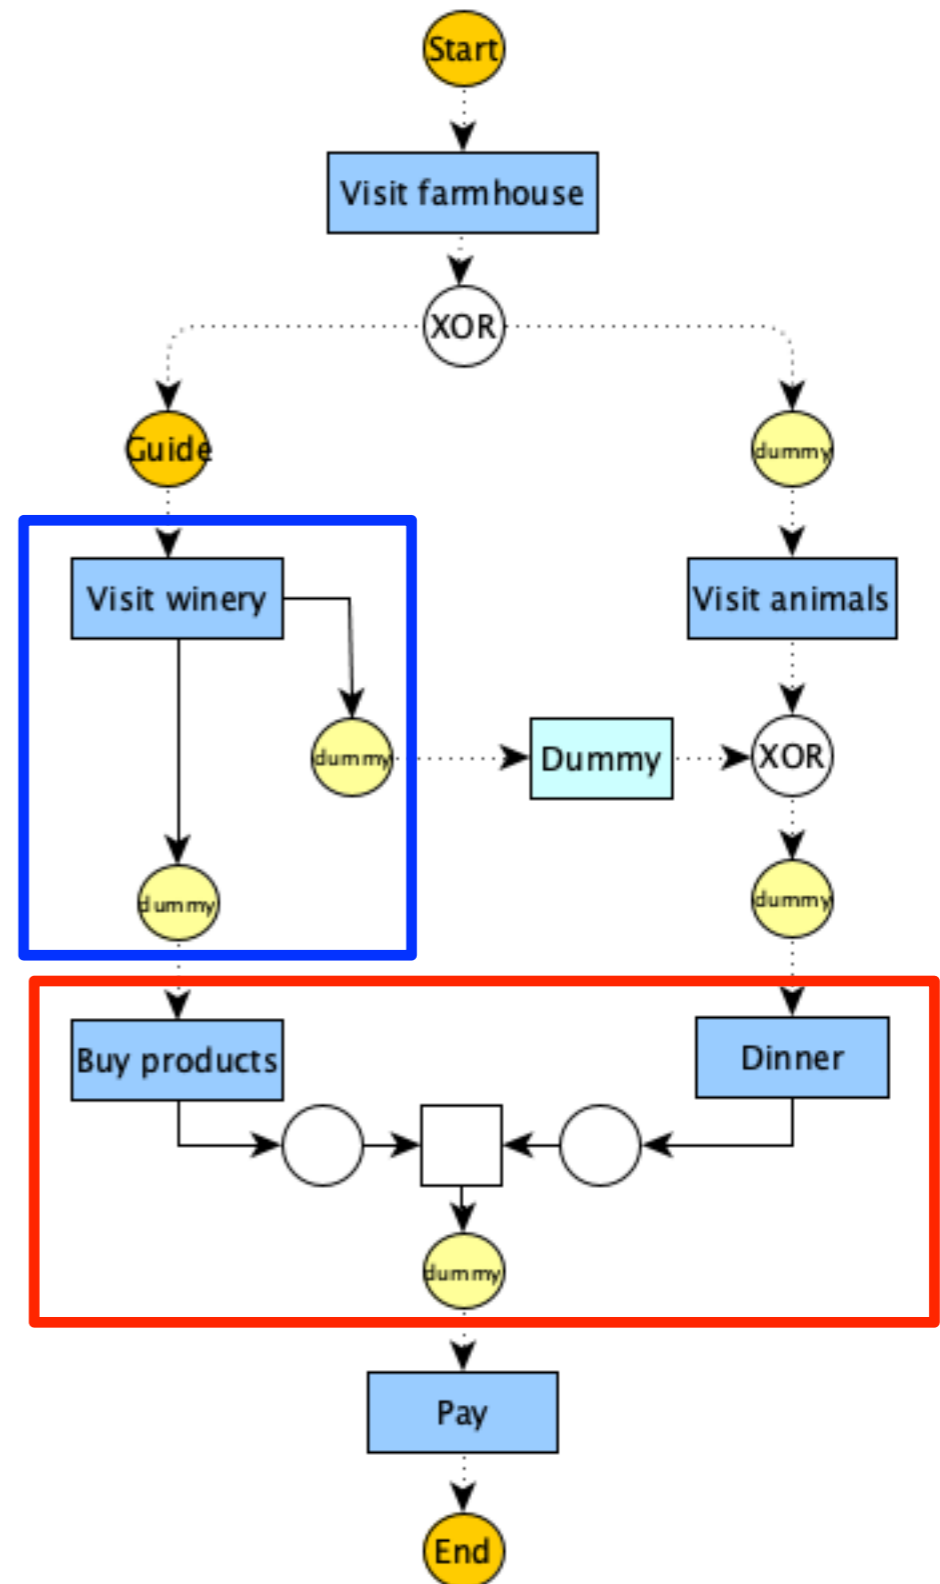 Start
Visit farmhouse
XOR
Guide
dummy
Visit winery
Visit animals
dummy
Dummy
XOR
dummy
dummy
Buy products
Dinner
dummy
Pay
End